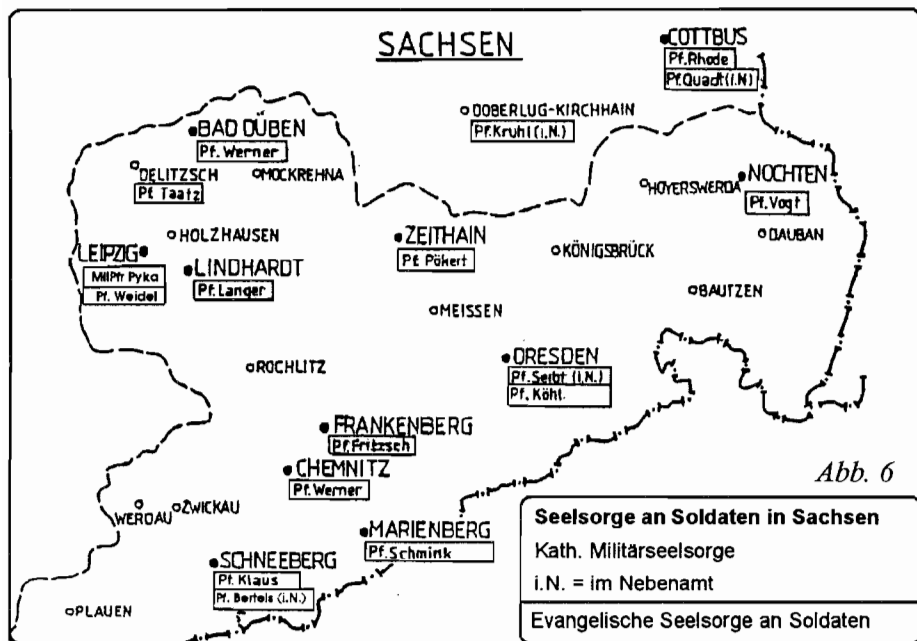 SACHSEN
COTTBUS
Pf.Rhode
Pf.Quadt(i.N)
DOBERLUG-KIRCHHAIN
Pf.Kruhl(i.N.)
BAD DÜBEN
Pf. Werner
DELITZSCH
Pf. Taatz
MOCKREHNA
HOYERSWERDA
NOCHTEN
Pf.Vogt
HOLZHAUSEN
LEIPZIG
MilPfr Pyka
Pf. Weidel
LINDHARDT
Pf.Langer
ZEITHAIN
Pf. Pökert
KÖNIGSBRÜCK
DAUBAN
BAUTZEN
MEISSEN
ROCHLITZ
DRESDEN
Pf.Seibt (i.N.)
Pf. Köhl.
FRANKENBERG
Pf.Fritzsch
CHEMNITZ
Pf.Werner
WERDAU
ZWICKAU
MARIENBERG
Pf.Schmink
SCHNEEBERG
Pf. Klaus
Pf. Bertels (i.N.)
PLAUEN
Abb. 6
Seelsorge an Soldaten in Sachsen
Kath. Militärseelsorge
i.N. = im Nebenamt
Evangelische Seelsorge an Soldaten